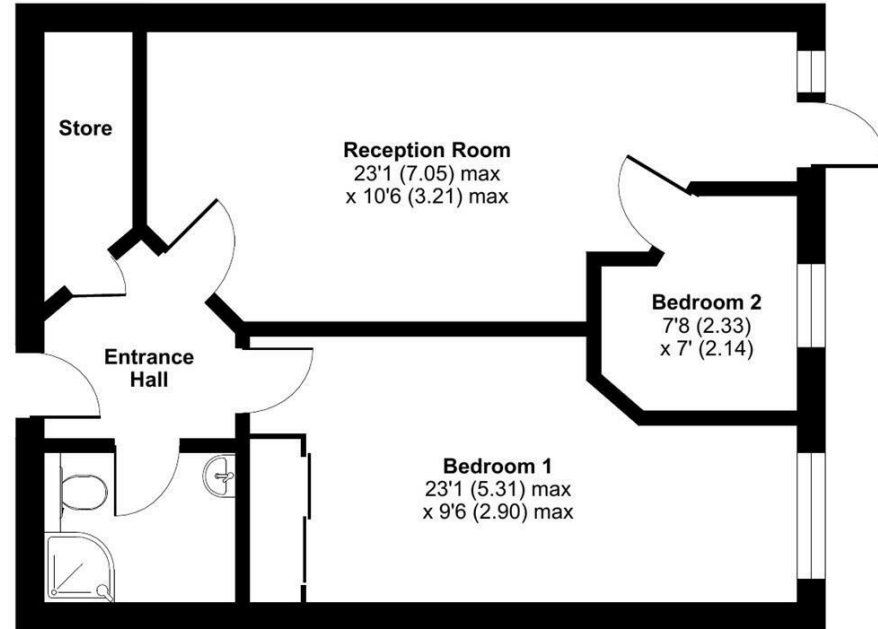 Store
Reception Room
23'1 (7.05) max
x 10'6 (3.21) max
Bedroom 2
7'8 (2.33)
x 7' (2.14)
Entrance
Hall
Bedroom 1
23'1 (5.31) max
x 9'6 (2.90) max